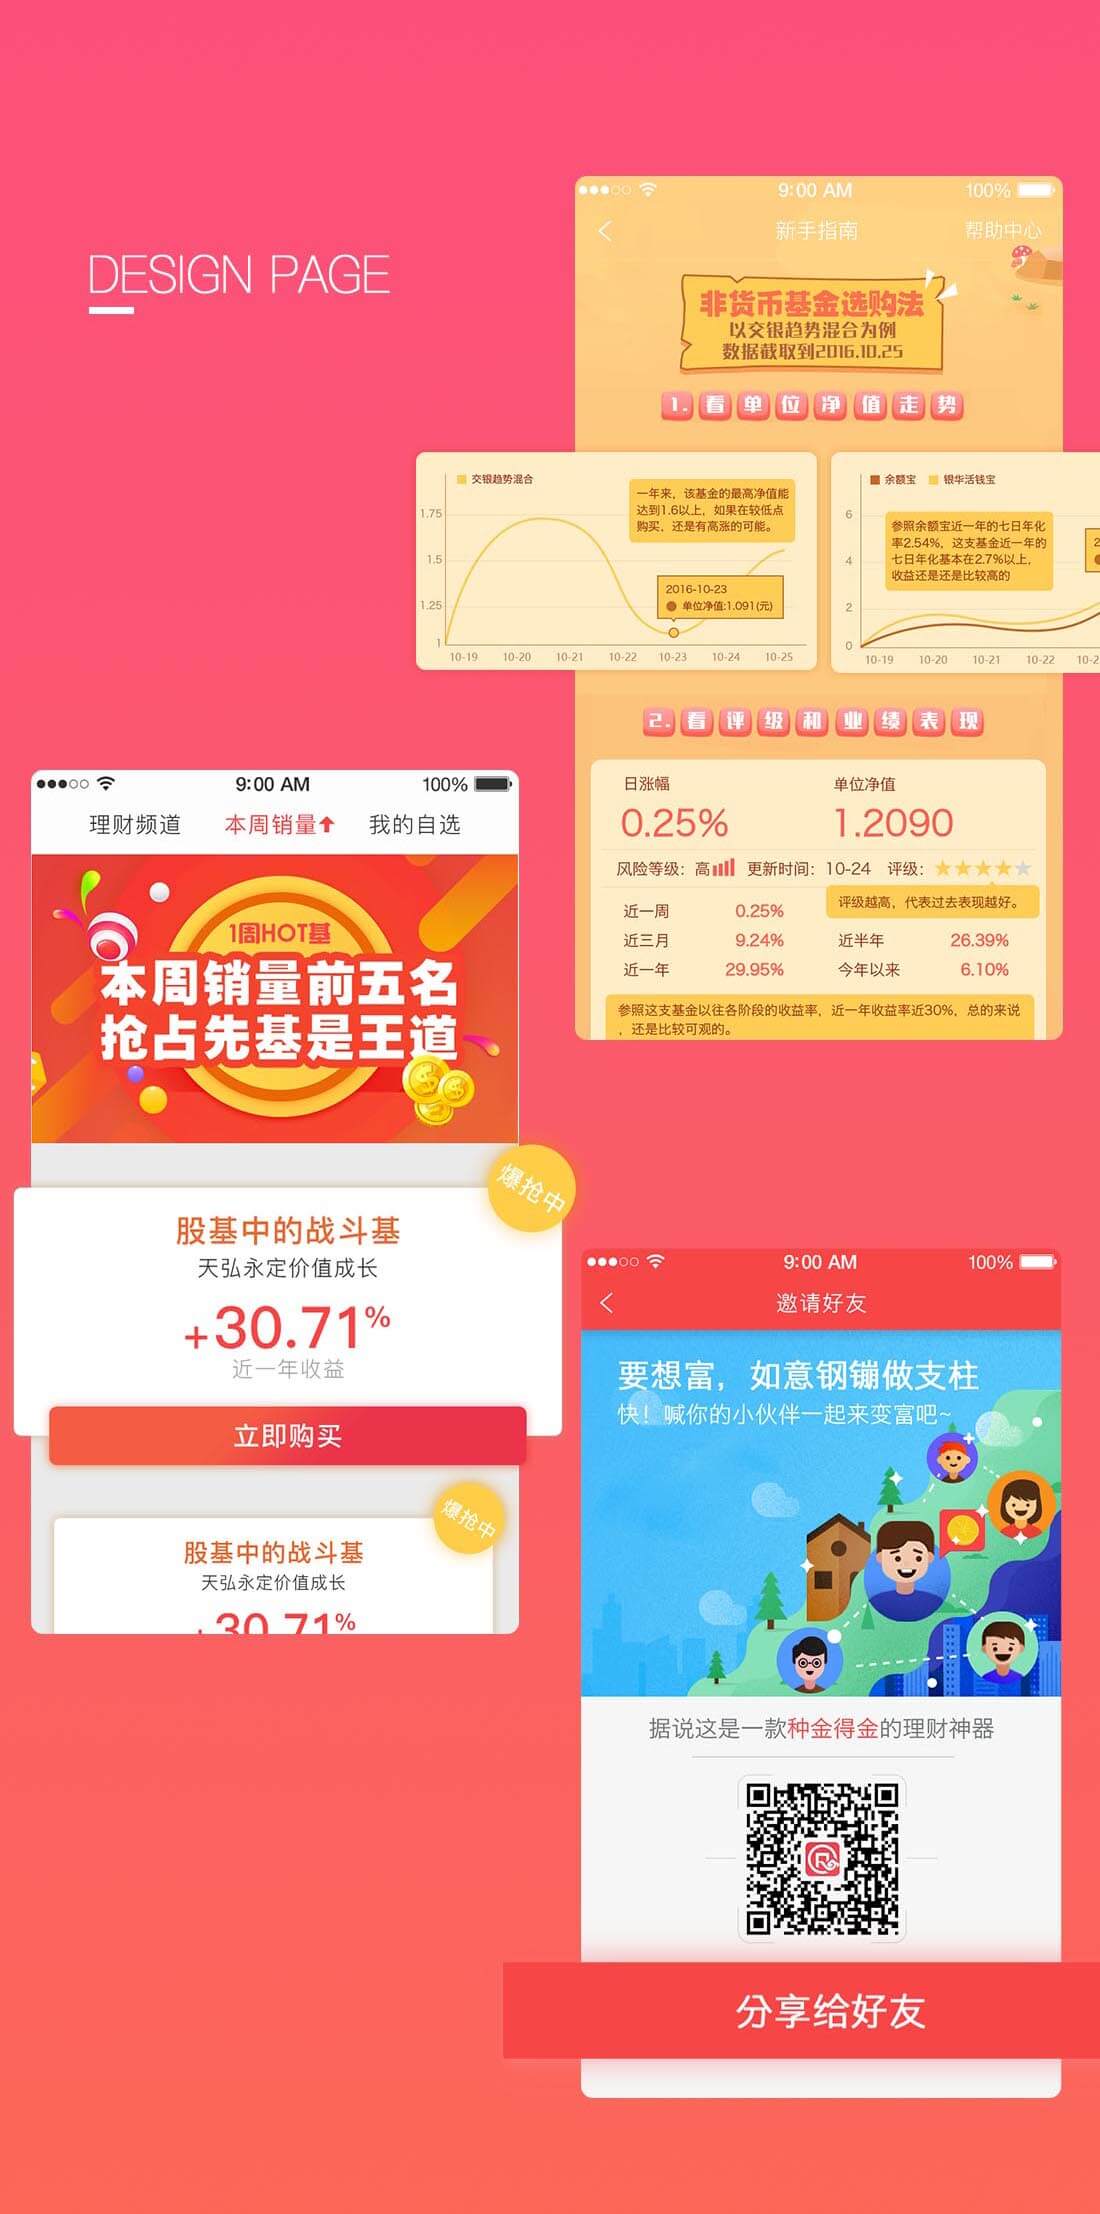 DESIGN PAGE
9:00 AM
100%
新手指南
帮助中心
非货币基金选购法
以交银趋势混合为例
数据截取到2016.10.25
1.看单位净值走势
交银趋势混合
一年来，该基金的最高净值能
达到1.6以上，如果在较低点
购买，还是有高涨的可能。
1.75
1.5
1.25
1
2016-10-23
单位净值:1.091(元)
10-19
10-20
10-21
10-22
10-23
10-24
10-25
余额宝
银华活钱宝
参照余额宝近一年的七日年化
率2.54%，这支基金近一年的
七日年化基本在2.7%以上，
收益还是还是比较高的
6
4
2
0
2
10-19
10-20
10-21
10-22
10-2
2.看评级和业绩表现
日涨幅
单位净值
0.25%
1.2090
风险等级：高
更新时间：10-24
评级：
评级越高，代表过去表现越好。
近一周
0.25%
近三月
9.24%
近半年
26.39%
近一年
29.95%
今年以来
6.10%
参照这支基金以往各阶段的收益率，近一年收益率近30%，总的来说
，还是比较可观的。
9:00 AM
100%
理财频道
本周销量
我的自选
1周HOT基
本周销量前五名
抢占先基是王道
爆抢中
股基中的战斗基
天弘永定价值成长
+30.71%
近一年收益
立即购买
爆抢中
股基中的战斗基
天弘永定价值成长
+30.71%
9:00 AM
100%
邀请好友
要想富，如意钢镚做支柱
快！喊你的小伙伴一起来变富吧~
据说这是一款种金得金的理财神器
分享给好友